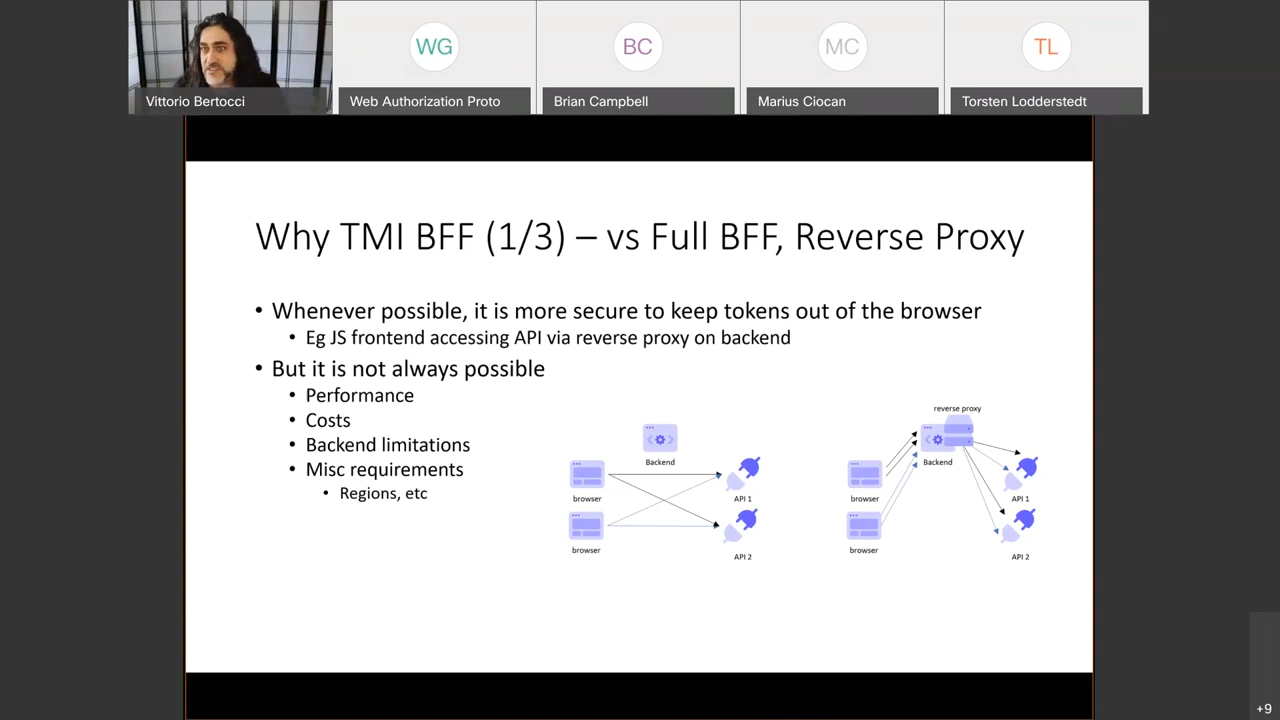 WG
BC
MC
TL
Vittorio Bertocci
Web Authorization Proto
Brian Campbell
Marius Ciocan
Torsten Lodderstedt
Why TMI BFF (1/3) – vs Full BFF, Reverse Proxy
• Whenever possible, it is more secure to keep tokens out of the browser
• Eg JS frontend accessing API via reverse proxy on backend
• But it is not always possible
• Performance
• Costs
• Backend limitations
• Misc requirements
• Regions, etc
Backend
browser
API 1
browser
API 2
reverse proxy
Backend
browser
API 1
browser
API 2
+9